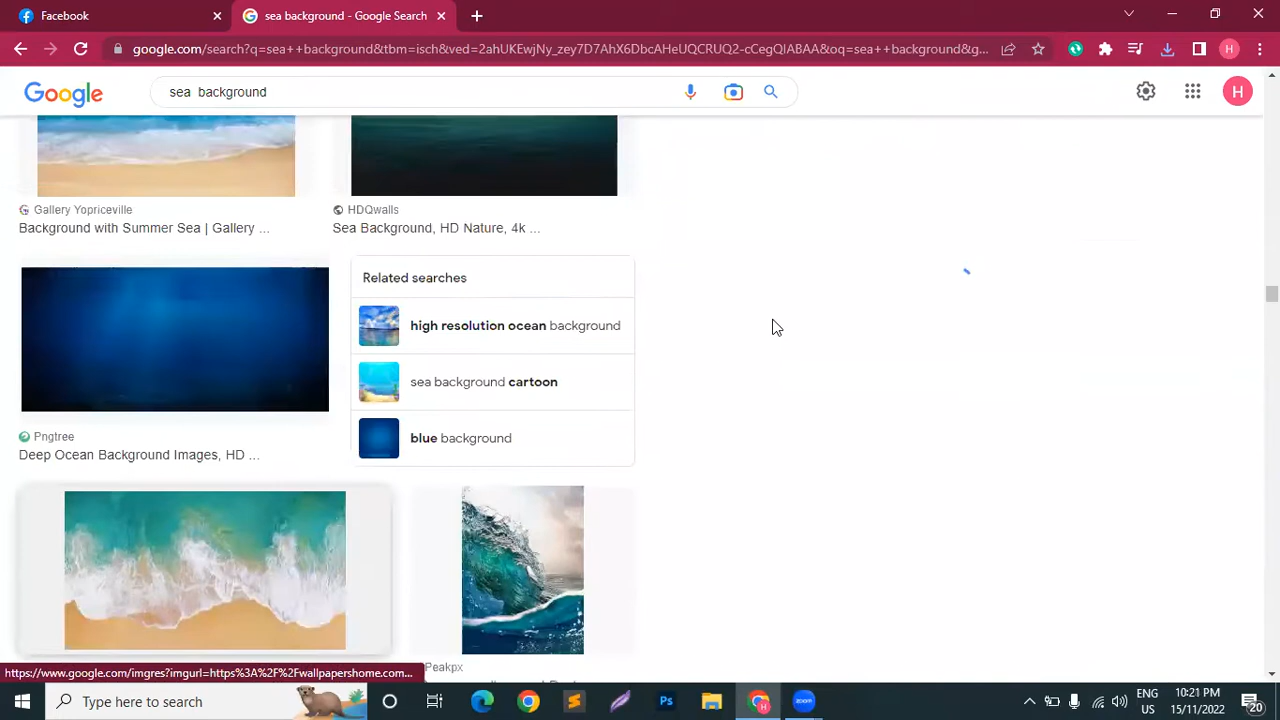 Facebook
sea background - Google Search
google.com/search?q=sea++background&tbm=isch&ved=2ahUKEwjNy_zey7D7AhX6DbcAHeUQCRUQ2-cCegQIABAA&oq=sea++background&g...
H
Google
sea  background
H
Gallery Yopriceville
Background with Summer Sea | Gallery ...
HDQwalls
Sea Background, HD Nature, 4k ...
Related searches
high resolution ocean background
sea background cartoon
blue background
Pngtree
Deep Ocean Background Images, HD ...
Peakpx
https://www.google.com/imgres?imgurl=https%3A%2F%2Fwallpapershome.com...
Type here to search
Ps
H
zoom
ENG
US
10:21 PM
15/11/2022
20